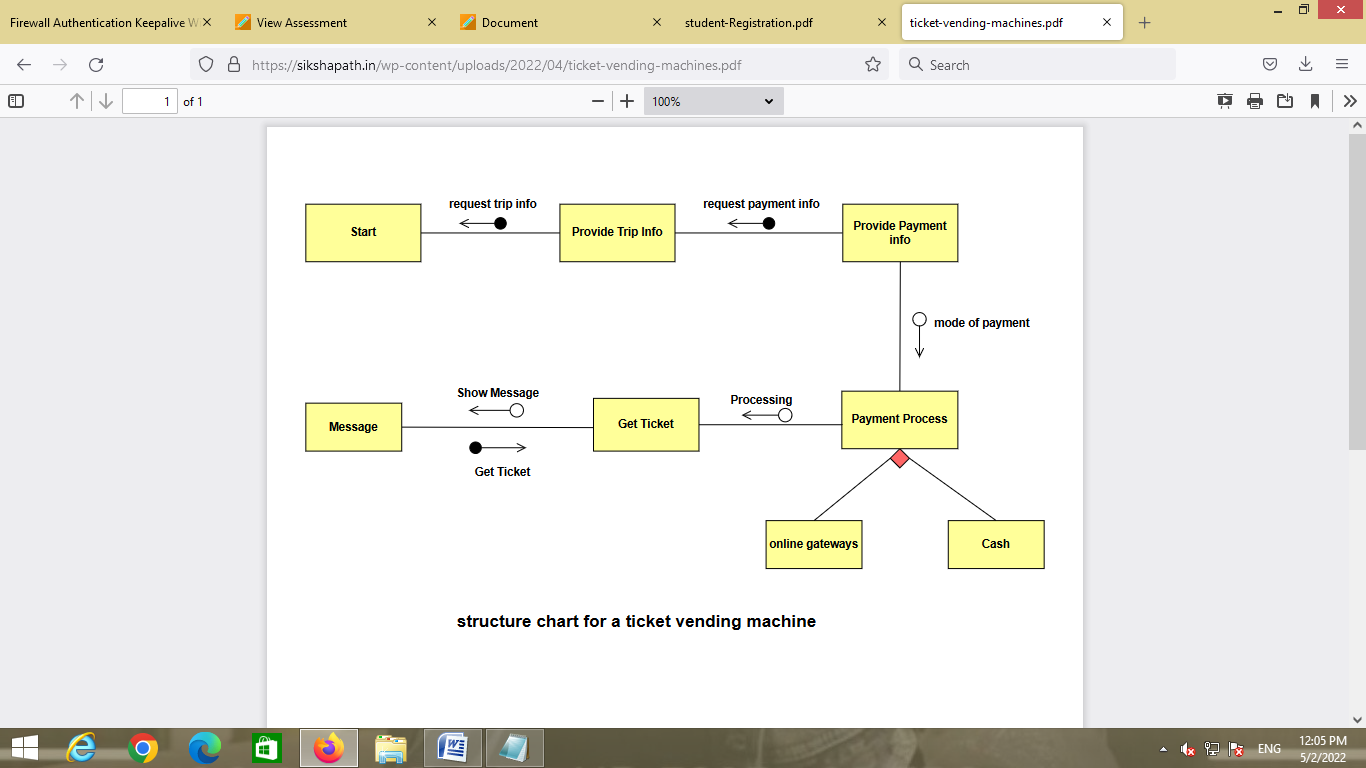 Firewall Authentication Keepalive W
View Assessment
Document
student-Registration.pdf
ticket-vending-machines.pdf
https://sikshapath.in/wp-content/uploads/2022/04/ticket-vending-machines.pdf
Search
1 of 1
100%
request trip info
request payment info
Start
Provide Trip Info
Provide Payment
info
mode of payment
Show Message
Processing
Message
Get Ticket
Payment Process
Get Ticket
online gateways
Cash
structure chart for a ticket vending machine
ENG
12:05 PM
5/2/2022